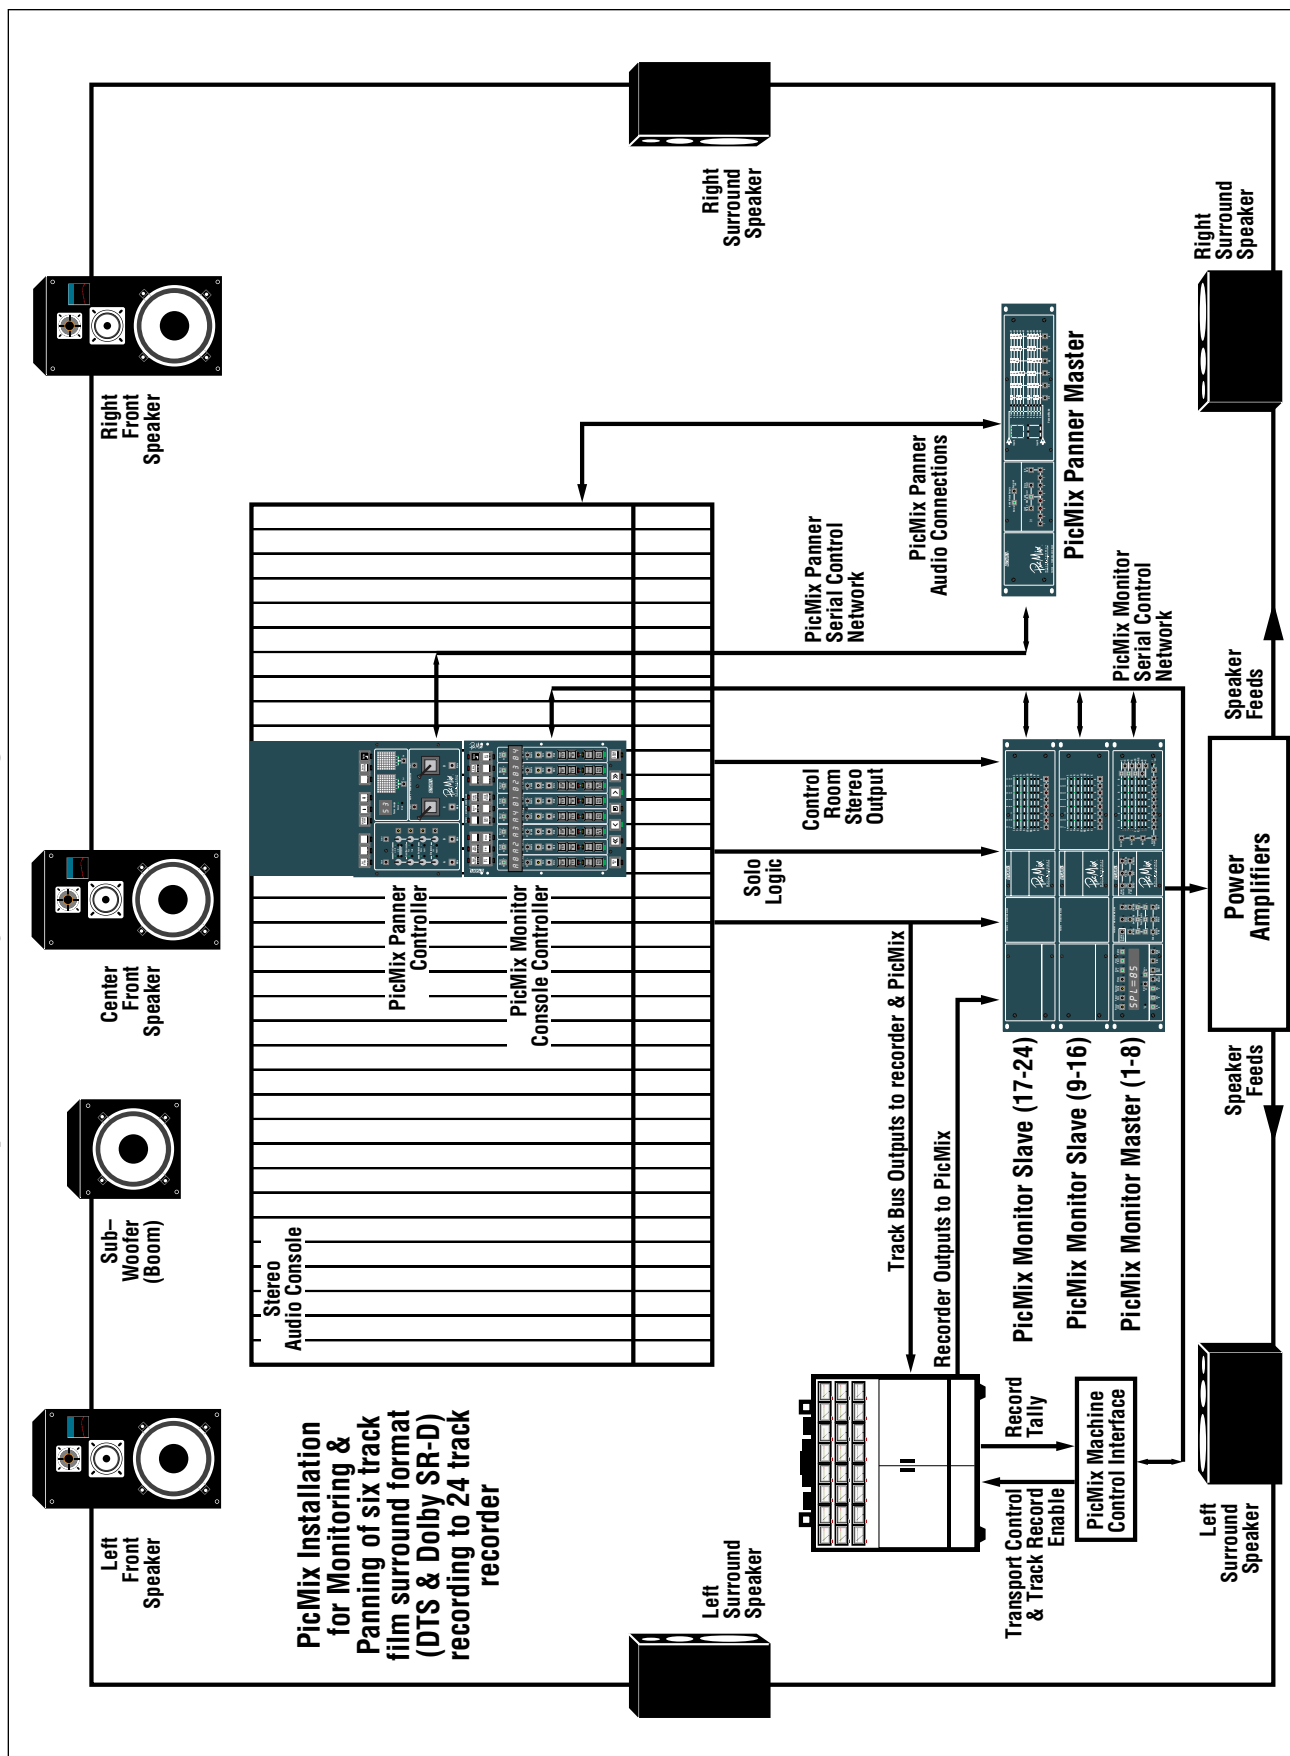 PicMix Installation
for Monitoring &
Panning of six track
film surround format
(DTS & Dolby SR-D)
recording to 24 track
recorder
Left
Front
Speaker
Sub–
Woofer
(Boom)
Center
Front
Speaker
Right
Front
Speaker
Stereo
Audio Console
PicMix Panner
Controller
PicMix Monitor
Console Controller
Left
Surround
Speaker
Right
Surround
Speaker
Solo
Logic
Control
Room
Stereo
Output
PicMix Panner
Serial Control
Network
PicMix Panner
Audio Connections
Track Bus Outputs to recorder & PicMix
Recorder Outputs to PicMix
Transport Control
& Track Record
Enable
Record
Tally
PicMix Machine
Control Interface
PicMix Monitor Slave (17-24)
PicMix Monitor Slave (9-16)
PicMix Monitor Master (1-8)
SPL=85
PicMix Panner Master
PicMix Monitor
Serial Control
Network
Left
Surround
Speaker
Speaker
Feeds
Power
Amplifiers
Speaker
Feeds
Right
Surround
Speaker